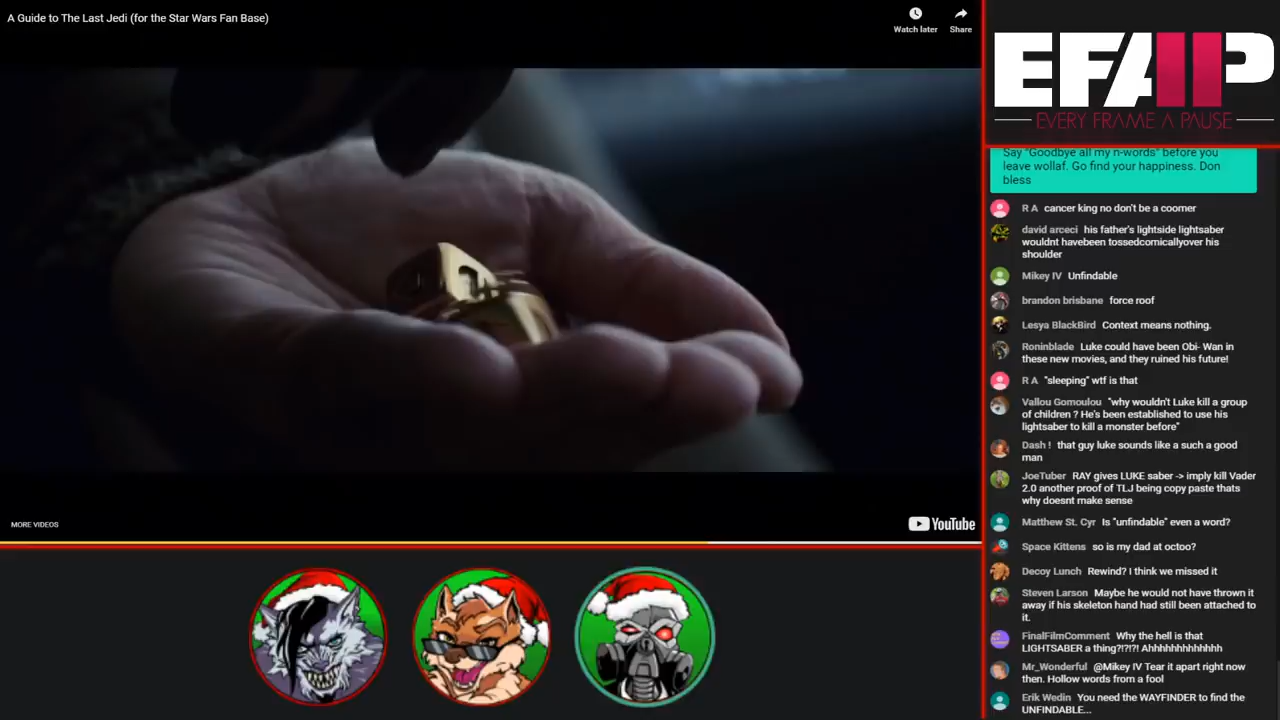 A Guide to The Last Jedi (for the Star Wars Fan Base)
Watch later
Share
MORE VIDEOS
YouTube
EFAP
EVERY FRAME A PAUSE
Say "Goodbye all my n-words" before you
leave wollaf. Go find your happiness. Don
bless
R A cancer king no don't be a coomer
david arceci his father's lightside lightsaber
wouldnt havebeen tossedcomicallyover his
shoulder
Mikey IV Unfindable
brandon brisbane force roof
Lesya BlackBird Context means nothing.
Roninblade Luke could have been Obi- Wan in
these new movies, and they ruined his future!
R A "sleeping" wtf is that
Vallou Gomoulou "why wouldn't Luke kill a group
of children ? He's been established to use his
lightsaber to kill a monster before"
Dash ! that guy luke sounds like a such a good
man
JoeTuber RAY gives LUKE saber -> imply kill Vader
2.0 another proof of TLJ being copy paste thats
why doesnt make sense
Matthew St. Cyr Is "unfindable" even a word?
Space Kittens so is my dad at octoo?
Decoy Lunch Rewind? I think we missed it
Steven Larson Maybe he would not have thrown it
away if his skeleton hand had still been attached to
it.
FinalFilmComment Why the hell is that
LIGHTSABER a thing?!?!?! Ahhhhhhhhhhhhh
Mr_Wonderful @Mikey IV Tear it apart right now
then. Hollow words from a fool
Erik Wedin You need the WAYFINDER to find the
UNFINDABLE...